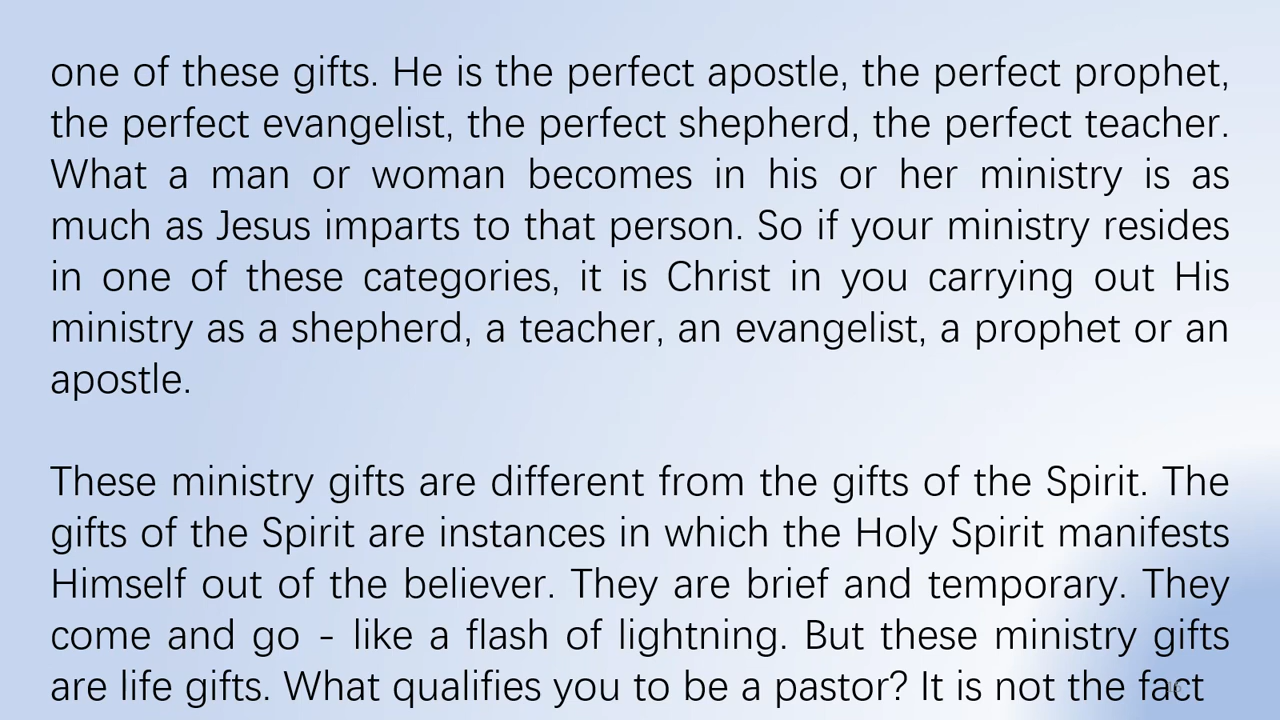 one of these gifts. He is the perfect apostle, the perfect prophet,
the perfect evangelist, the perfect shepherd, the perfect teacher.
What a man or woman becomes in his or her ministry is as
much as Jesus imparts to that person. So if your ministry resides
in one of these categories, it is Christ in you carrying out His
ministry as a shepherd, a teacher, an evangelist, a prophet or an
apostle.
These ministry gifts are different from the gifts of the Spirit. The
gifts of the Spirit are instances in which the Holy Spirit manifests
Himself out of the believer. They are brief and temporary. They
come and go - like a flash of lightning. But these ministry gifts
are life gifts. What qualifies you to be a pastor? It is not the fact